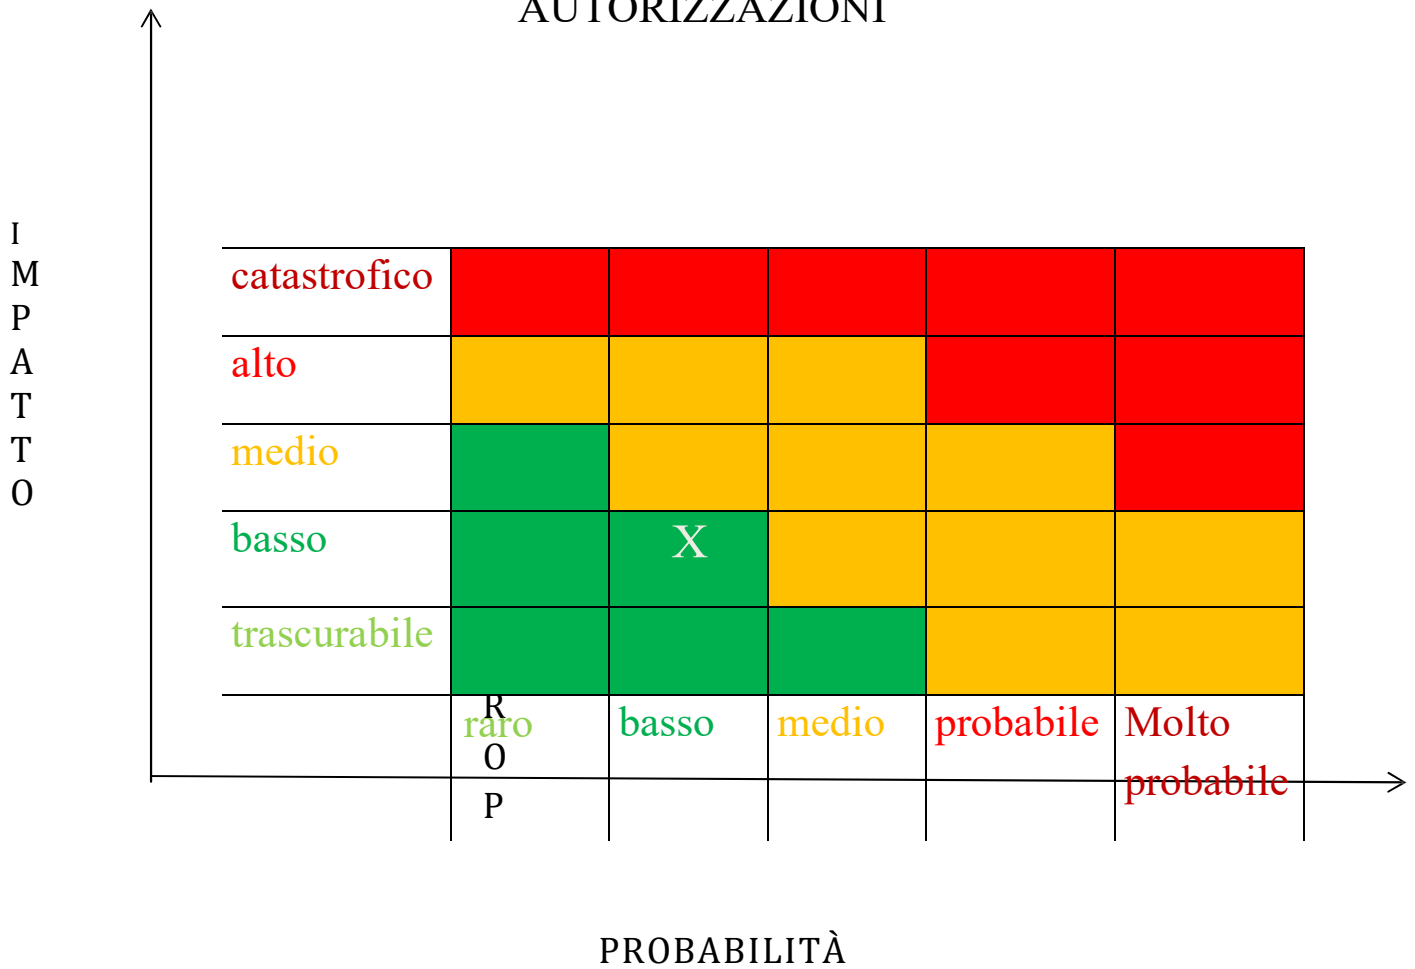 AUTORIZZAZIONI
I
M
P
A
T
T
O
catastrofico
alto
medio
basso
X
trascurabile
R
O
P
raro
basso
medio
probabile
Molto
probabile
PROBABILITÀ